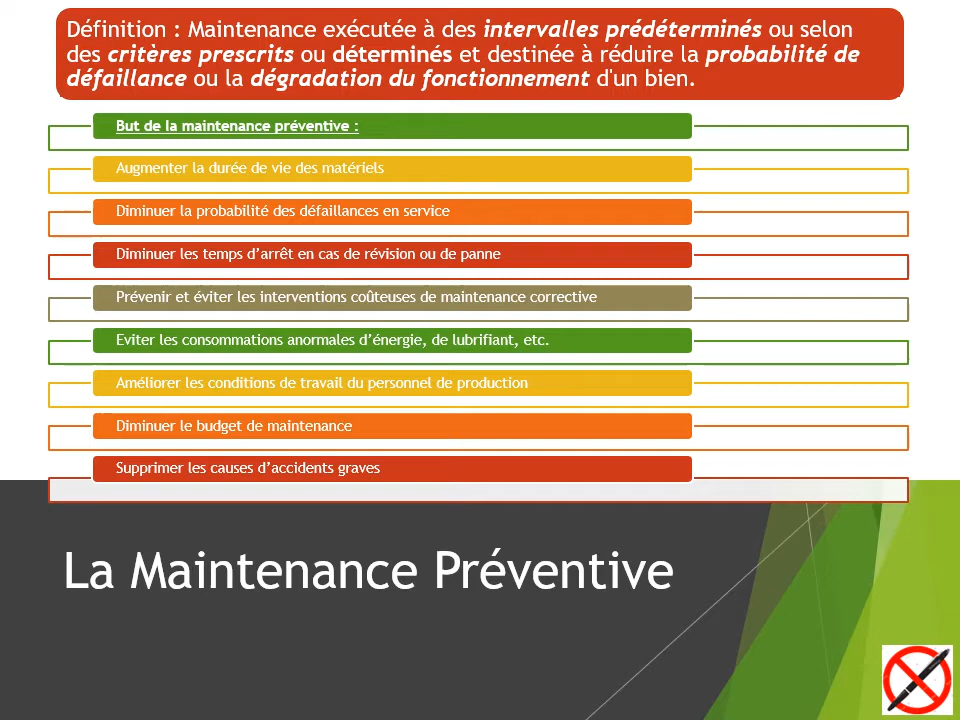 Définition : Maintenance exécutée à des intervalles prédéterminés ou selon
des critères prescrits ou déterminés et destinée à réduire la probabilité de
défaillance ou la dégradation du fonctionnement d'un bien.
But de la maintenance préventive :
Augmenter la durée de vie des matériels
Diminuer la probabilité des défaillances en service
Diminuer les temps d’arrêt en cas de révision ou de panne
Prévenir et éviter les interventions coûteuses de maintenance corrective
Eviter les consommations anormales d’énergie, de lubrifiant, etc.
Améliorer les conditions de travail du personnel de production
Diminuer le budget de maintenance
Supprimer les causes d’accidents graves
La Maintenance Préventive